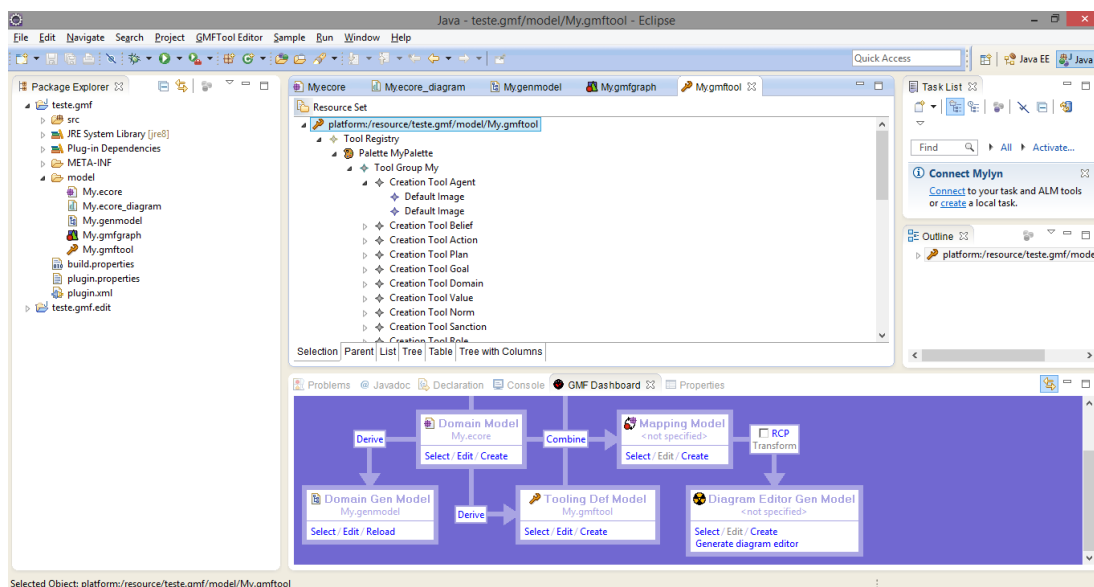 Java - teste.gmf/model/My.gmftool - Eclipse
File Edit Navigate Search Project GMFTool Editor Sample Run Window Help
Quick Access
Java EE
Java
Package Explorer
teste.gmf
src
JRE System Library [jre8]
Plug-in Dependencies
META-INF
model
My.ecore
My.ecore_diagram
My.genmodel
My.gmfgraph
My.gmftool
build.properties
plugin.properties
plugin.xml
teste.gmf.edit
My.ecore My.ecore_diagram My.genmodel My.gmfgraph My.gmftool
Resource Set
platform:/resource/teste.gmf/model/My.gmftool
Tool Registry
Palette MyPalette
Tool Group My
Creation Tool Agent
Default Image
Default Image
Creation Tool Belief
Creation Tool Action
Creation Tool Plan
Creation Tool Goal
Creation Tool Domain
Creation Tool Value
Creation Tool Norm
Creation Tool Sanction
Creation Tool Role
Selection Parent List Tree Table Tree with Columns
Task List
Find All Activate...
Connect Mylyn
Connect to your task and ALM tools
or create a local task.
Outline
platform:/resource/teste.gmf/mode
Problems @ Javadoc Declaration Console GMF Dashboard Properties
Derive
Domain Model
My.ecore
Select / Edit / Create
Combine
Mapping Model
<not specified>
Select / Edit / Create
RCP
Transform
Domain Gen Model
My.genmodel
Select / Edit / Reload
Derive
Tooling Def Model
My.gmftool
Select / Edit / Create
Diagram Editor Gen Model
<not specified>
Select / Edit / Create
Generate diagram editor
Selected Object: platform:/resource/teste.gmf/model/My.gmftool